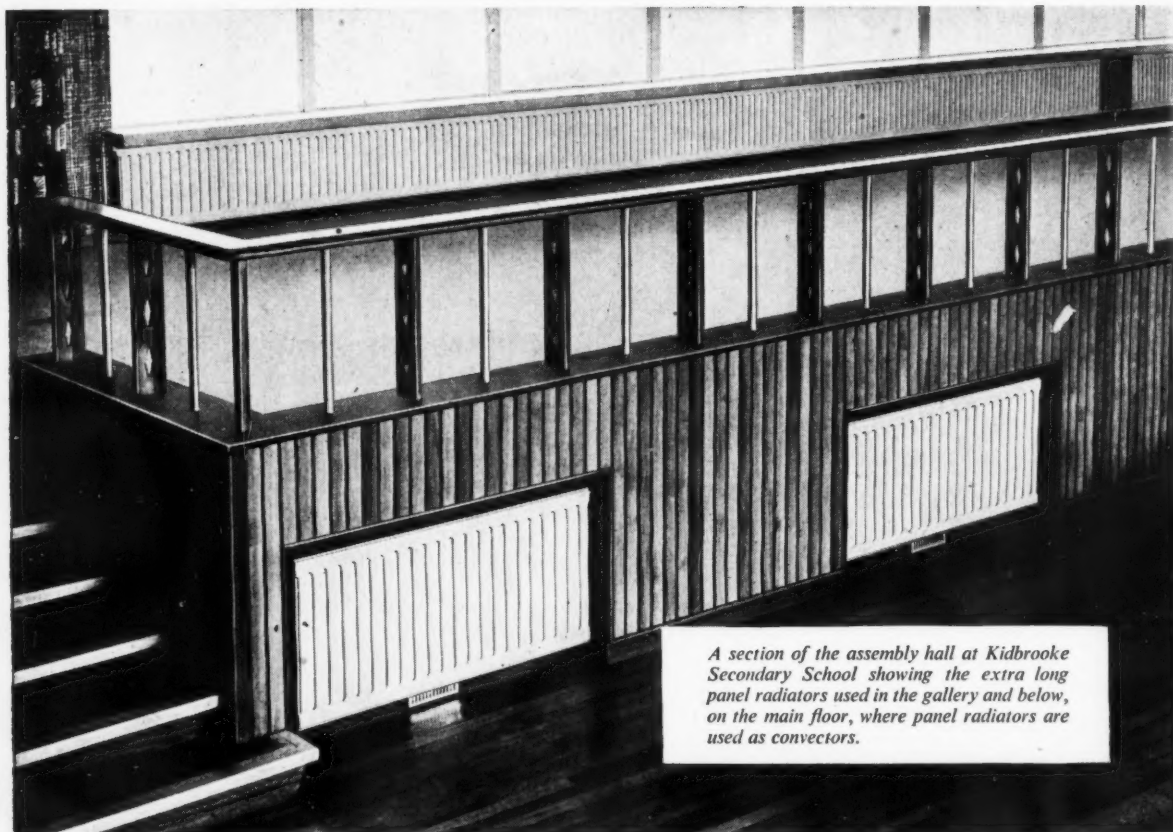 A section of the assembly hall at Kidbrooke
Secondary School showing the extra long
panel radiators used in the gallery and below,
on the main floor, where panel radiators are
used as convectors.